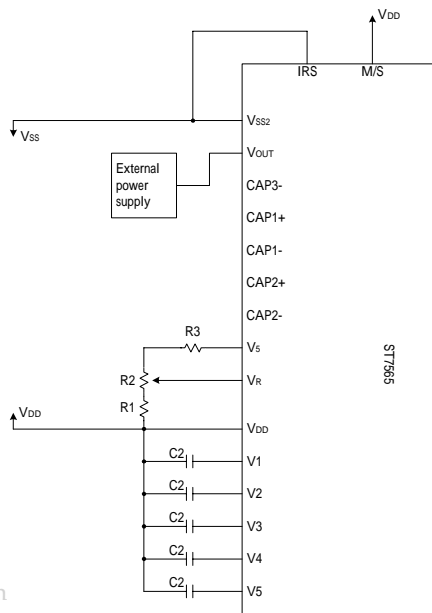 VDD
IRS M/S
VSS
VSS2
External
power
supply
VOUT
CAP3-
CAP1+
CAP1-
CAP2+
CAP2-
R3
V5
R2
VR
R1
VDD
VDD
C2
V1
C2
V2
C2
V3
C2
V4
C2
V5
ST7565